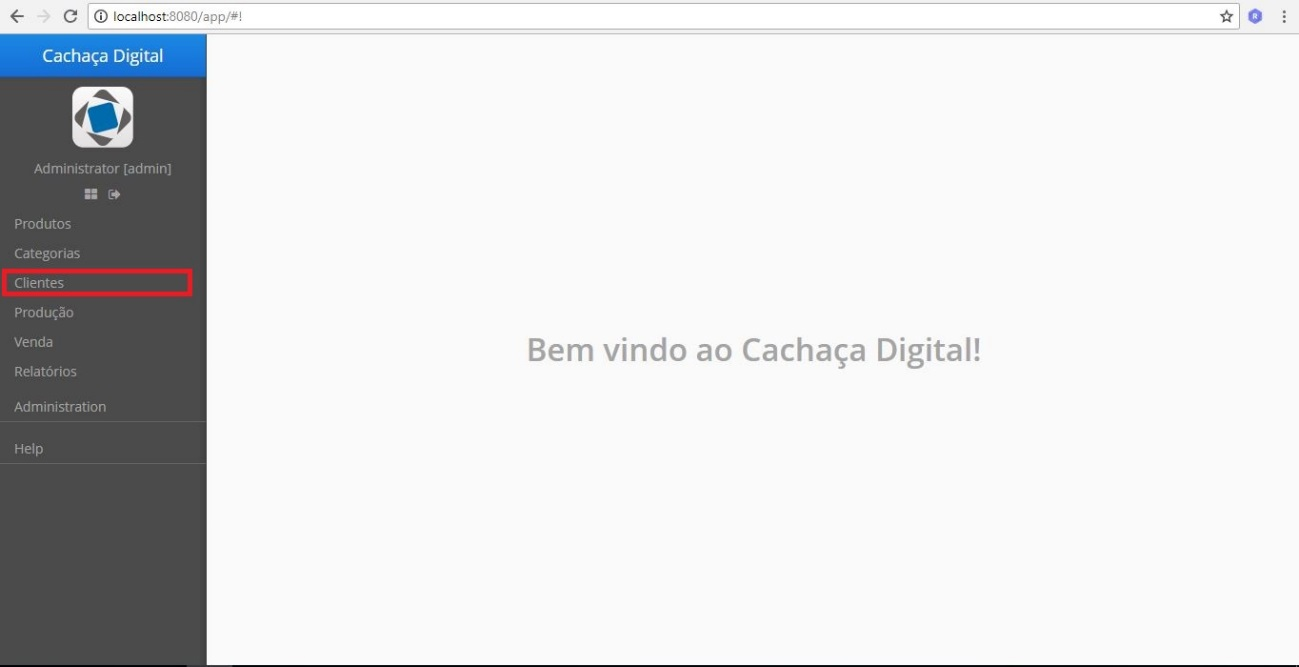 localhost:8080/app/#!
Cachaça Digital
Administrator [admin]
Produtos
Categorias
Clientes
Produção
Venda
Relatórios
Administration
Help
Bem vindo ao Cachaça Digital!